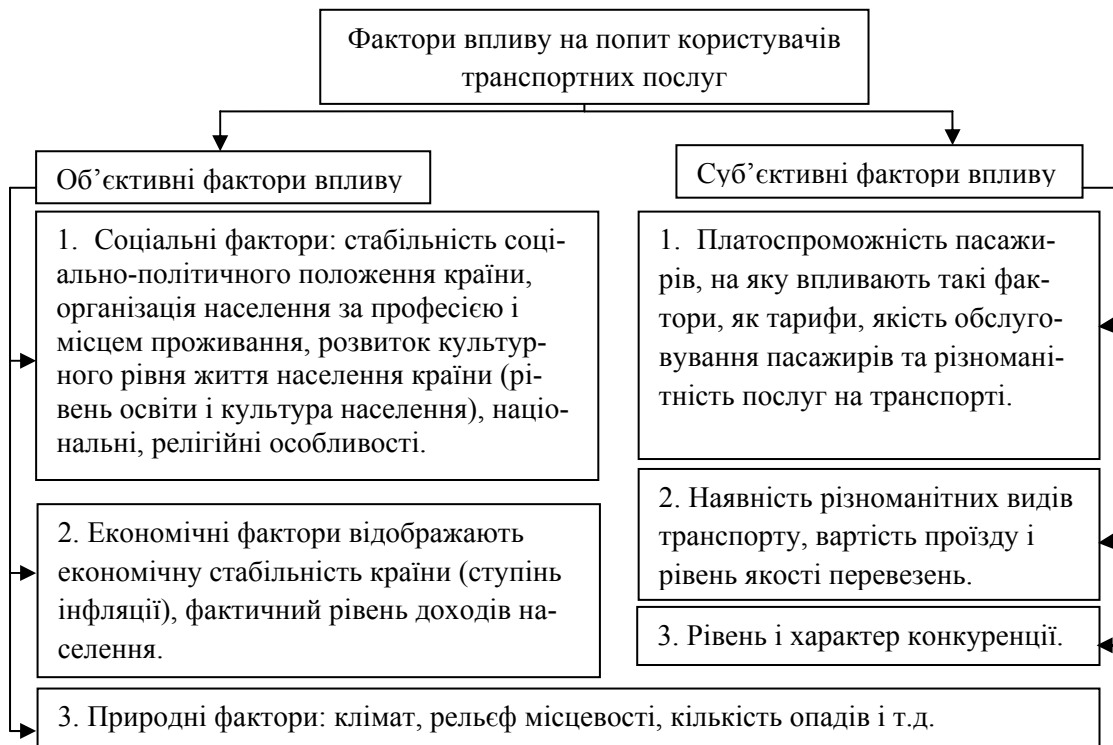 Фактори впливу на попит користувачів
транспортних послуг
Об’єктивні фактори впливу
1. Соціальні фактори: стабільність соці-
ально-політичного положення країни,
організація населення за професією і
місцем проживання, розвиток культур-
ного рівня життя населення країни (рі-
вень освіти і культура населення), націо-
нальні, релігійні особливості.
2. Економічні фактори відображають
економічну стабільність країни (ступінь
інфляції), фактичний рівень доходів на-
селення.
Суб’єктивні фактори впливу
1. Платоспроможність пасажи-
рів, на яку впливають такі фак-
тори, як тарифи, якість обслуго-
вування пасажирів та різномані-
тність послуг на транспорті.
2. Наявність різноманітних видів
транспорту, вартість проїзду і
рівень якості перевезень.
3. Рівень і характер конкуренції.
3. Природні фактори: клімат, рельєф місцевості, кількість опадів і т.д.